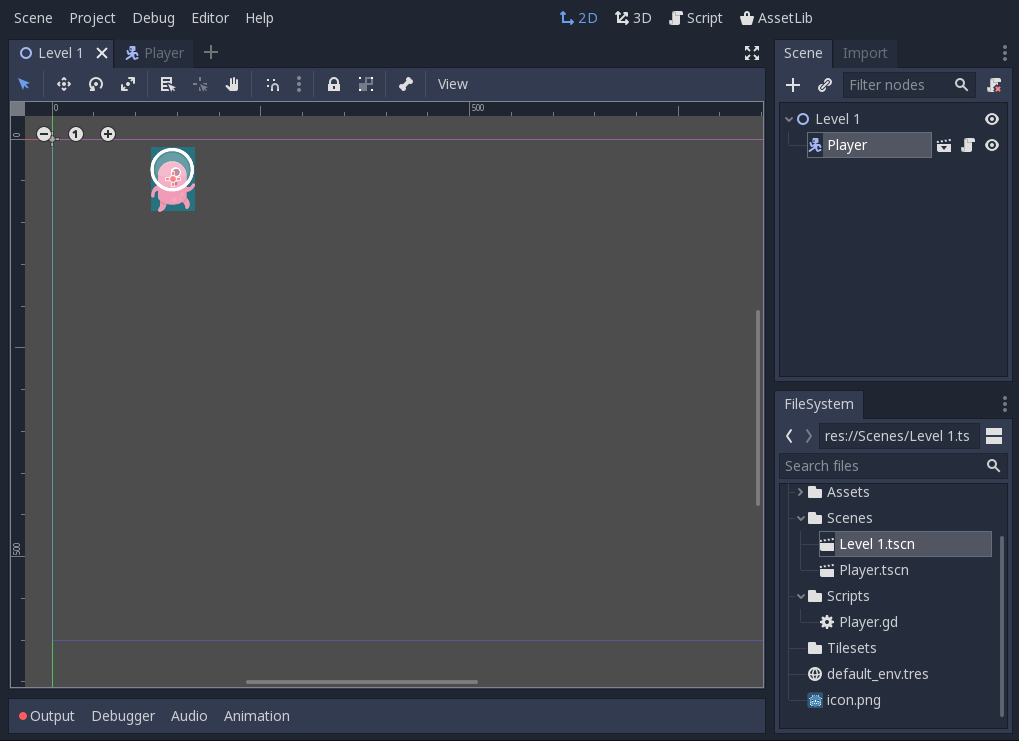 Scene Project Debug Editor Help 2D 3D Script AssetLib
Level 1 Player
View
0 500
0
500
1
Scene Import
Filter nodes
Level 1
Player
FileSystem
res://Scenes/Level 1.ts
Search files
Assets
Scenes
Level 1.tscn
Player.tscn
Scripts
Player.gd
Tilesets
default_env.tres
icon.png
Output Debugger Audio Animation